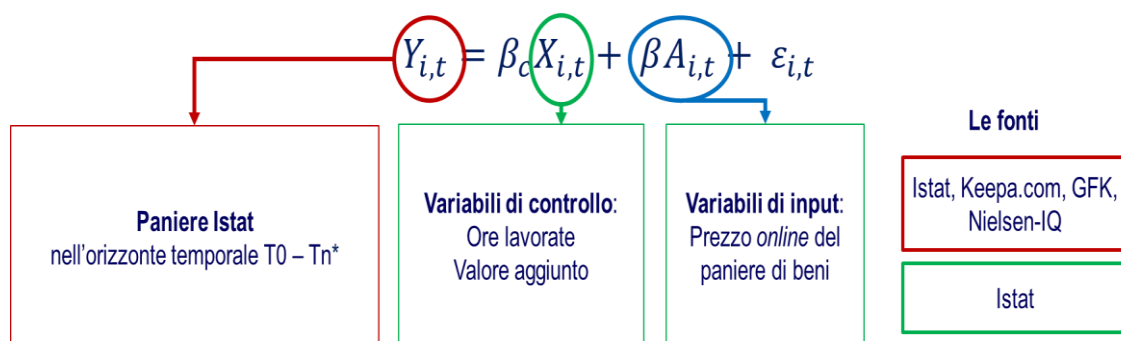 Y_{i,t} = β_c X_{i,t} + β A_{i,t} + ε_{i,t}
Paniere Istat
nell'orizzonte temporale T0 – Tn*
Variabili di controllo:
Ore lavorate
Valore aggiunto
Variabili di input:
Prezzo online del
paniere di beni
Le fonti
Istat, Keepa.com, GFK,
Nielsen-IQ
Istat